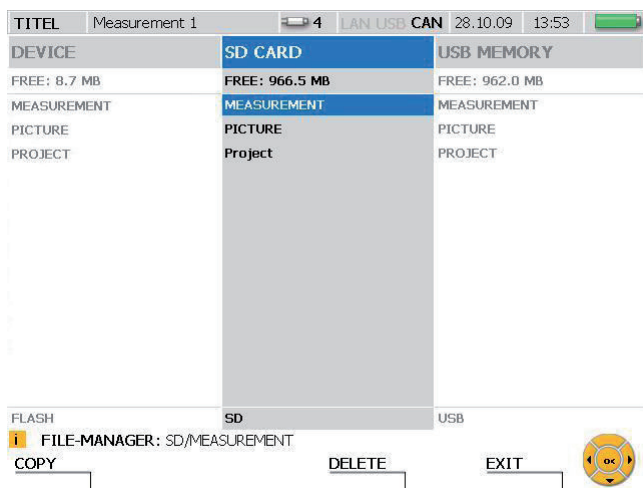 TITEL Measurement 1 4 LAN USB CAN 28.10.09 13:53
DEVICE SD CARD USB MEMORY
FREE: 8.7 MB FREE: 966.5 MB FREE: 962.0 MB
MEASUREMENT MEASUREMENT MEASUREMENT
PICTURE PICTURE PICTURE
PROJECT Project PROJECT
FLASH SD USB
i FILE-MANAGER: SD/MEASUREMENT
COPY DELETE EXIT OK